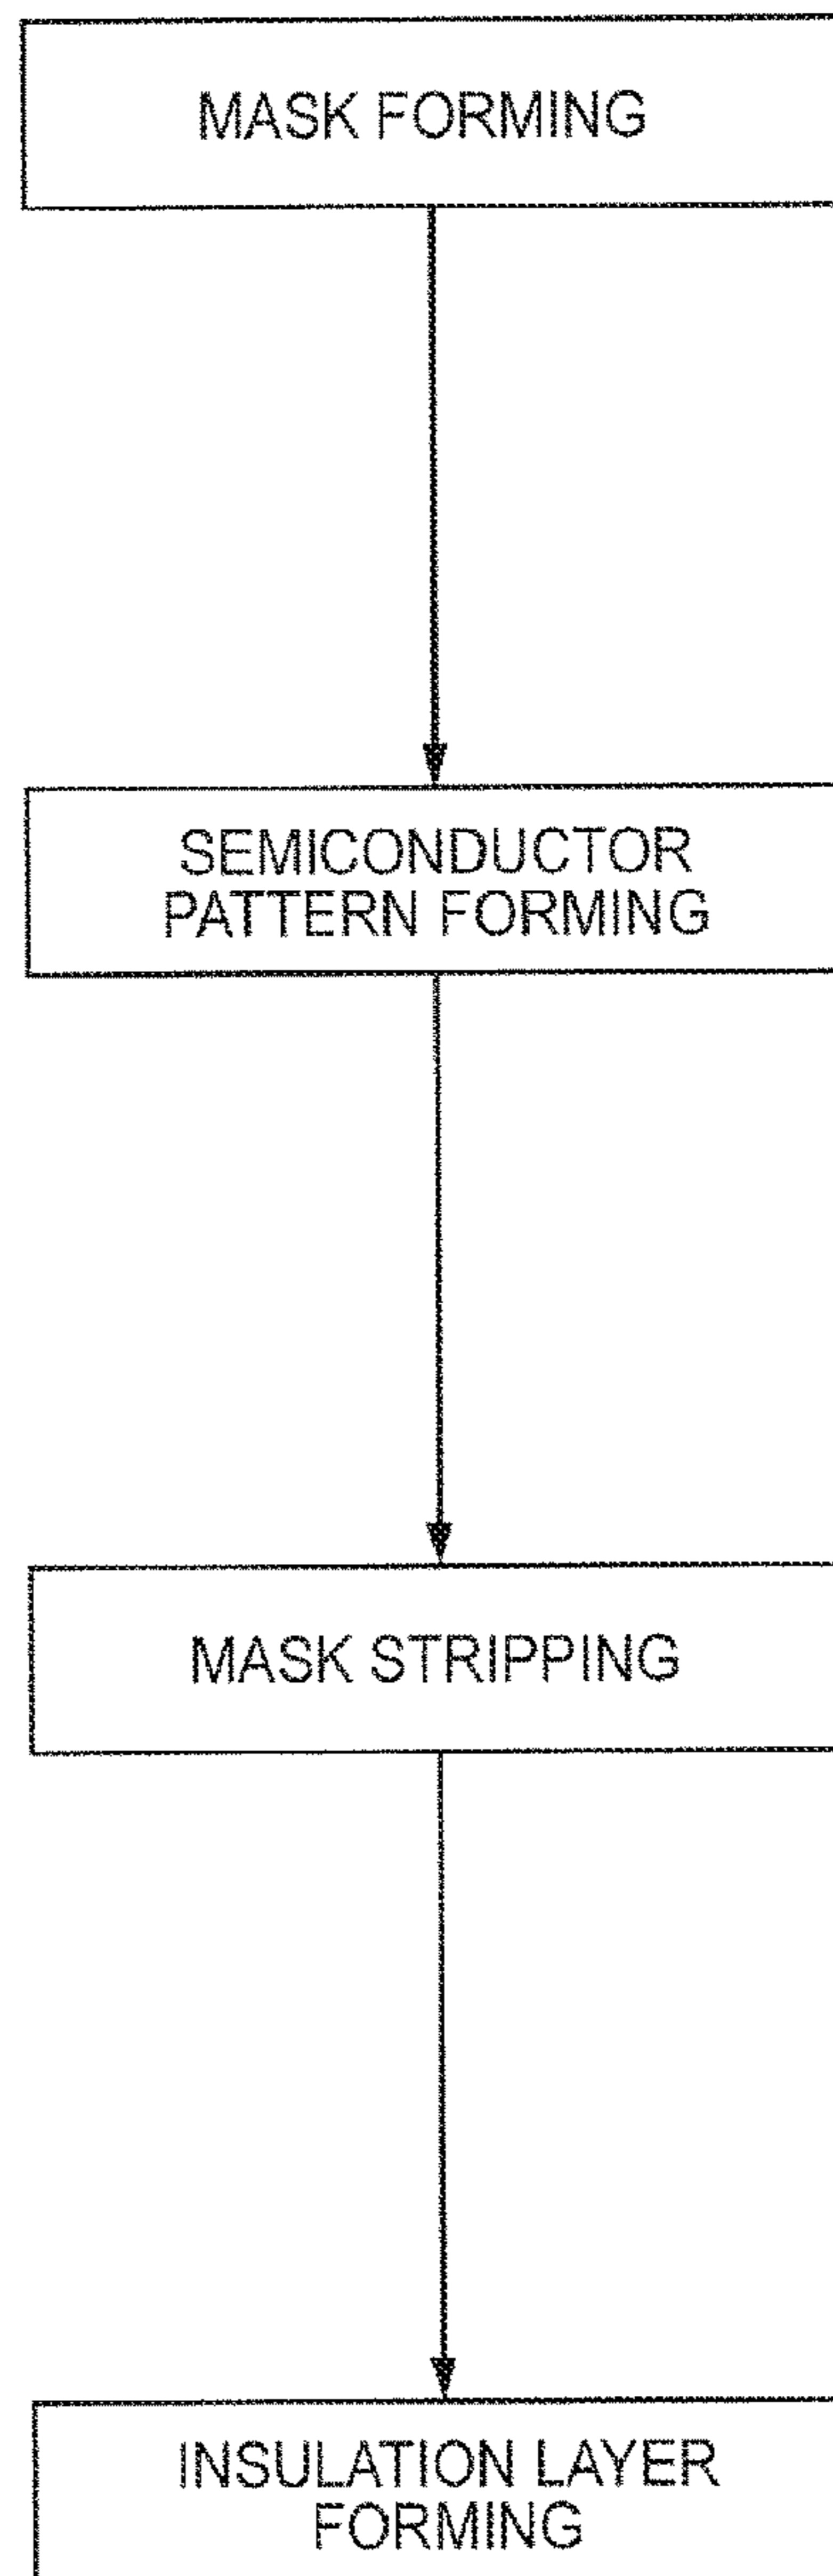 MASK FORMING
SEMICONDUCTOR
PATTERN FORMING
MASK STRIPPING
INSULATION LAYER
FORMING